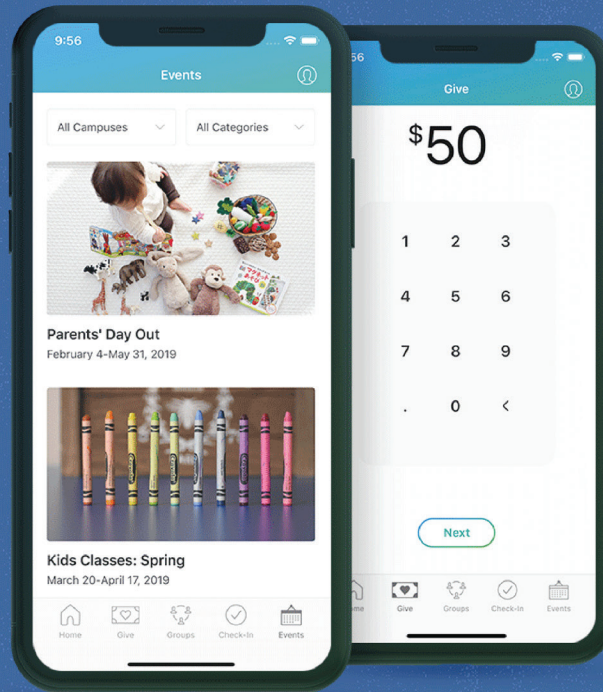 9:56
Events
All Campuses
All Categories
Parents' Day Out
February 4-May 31, 2019
Kids Classes: Spring
March 20-April 17, 2019
Home
Give
Groups
Check-In
Events
56
Give
$50
1 2 3
4 5 6
7 8 9
. 0 <
Next
me
Give
Groups
Check-In
Events